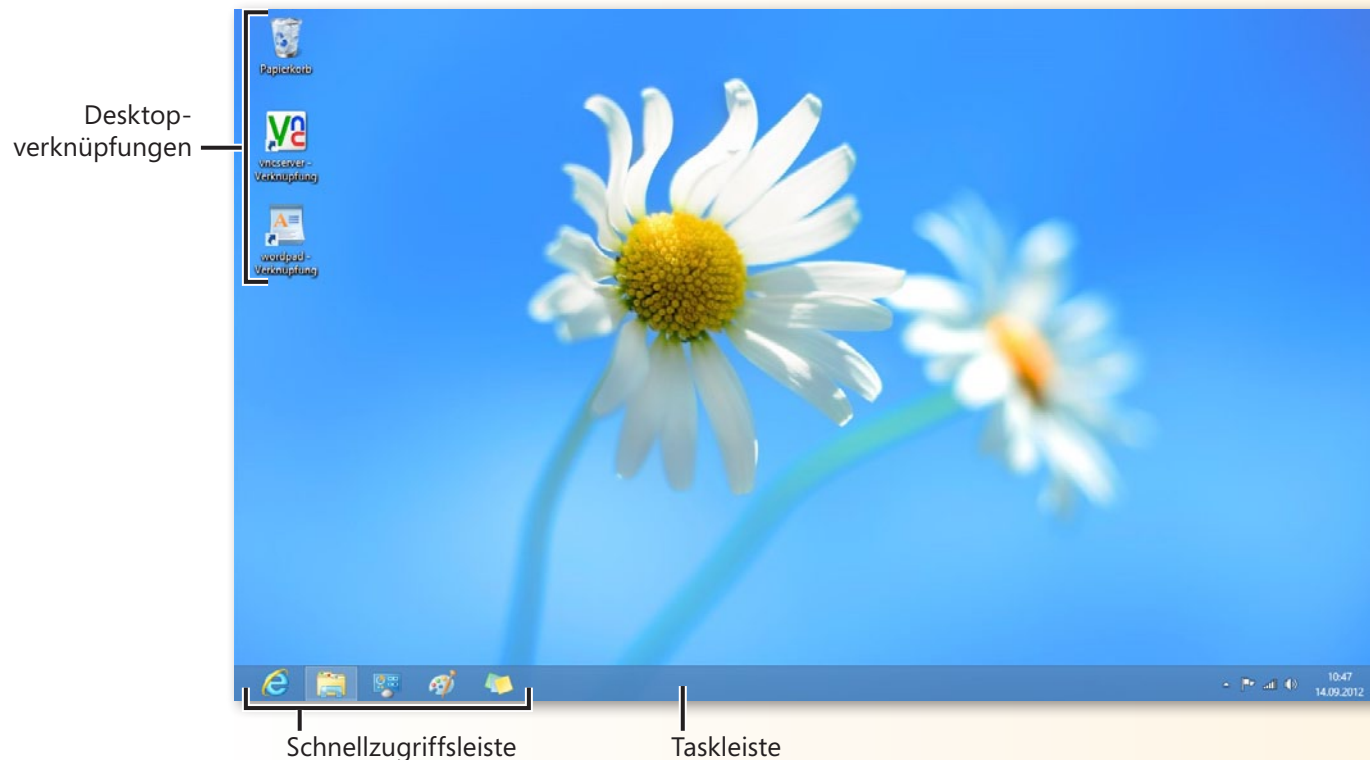 Desktop-
verknüpfungen
Papierkorb
vncserver -
Verknüpfung
wordpad -
Verknüpfung
10:47
14.09.2012
Schnellzugriffsleiste
Taskleiste